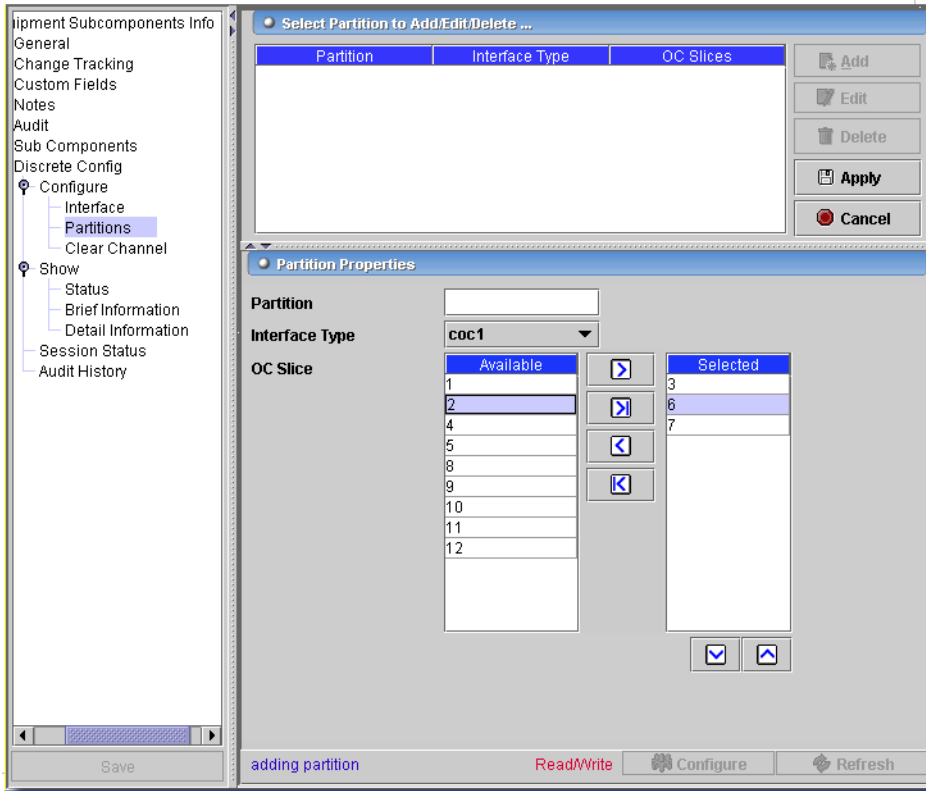 ipment Subcomponents Info
General
Change Tracking
Custom Fields
Notes
Audit
Sub Components
Discrete Config
Configure
Interface
Partitions
Clear Channel
Show
Status
Brief Information
Detail Information
Session Status
Audit History
Save
Select Partition to Add/Edit/Delete ...
Partition Interface Type OC Slices
Add
Edit
Delete
Apply
Cancel
Partition Properties
Partition
Interface Type coc1
OC Slice
Available
1
2
4
5
8
9
10
11
12
Selected
3
6
7
adding partition Read/Write Configure Refresh